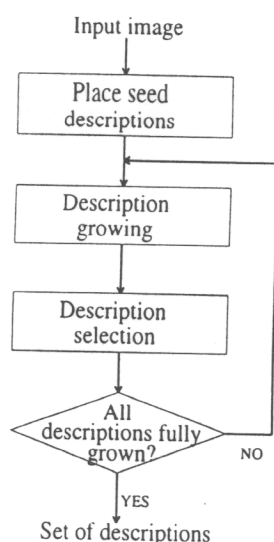 Input image
Place seed
descriptions
Description
growing
Description
selection
All
descriptions fully
grown?
NO
YES
Set of descriptions